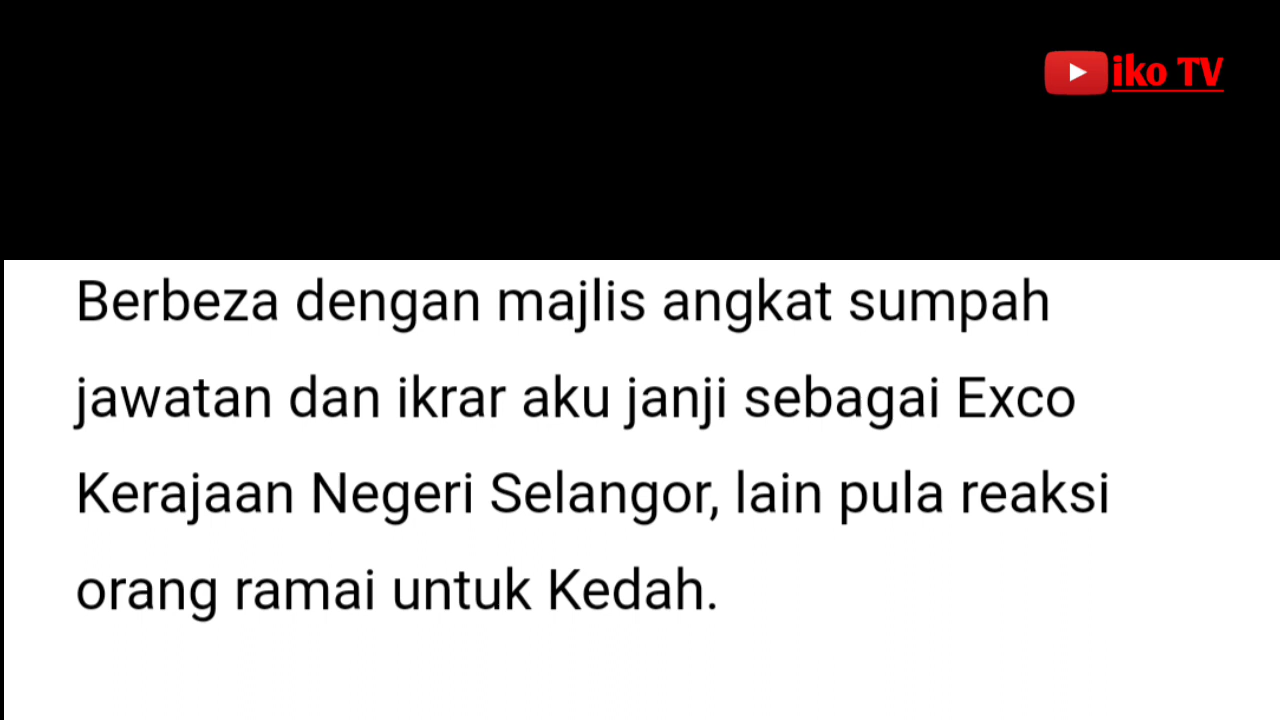 iko TV
Berbeza dengan majlis angkat sumpah
jawatan dan ikrar aku janji sebagai Exco
Kerajaan Negeri Selangor, lain pula reaksi
orang ramai untuk Kedah.